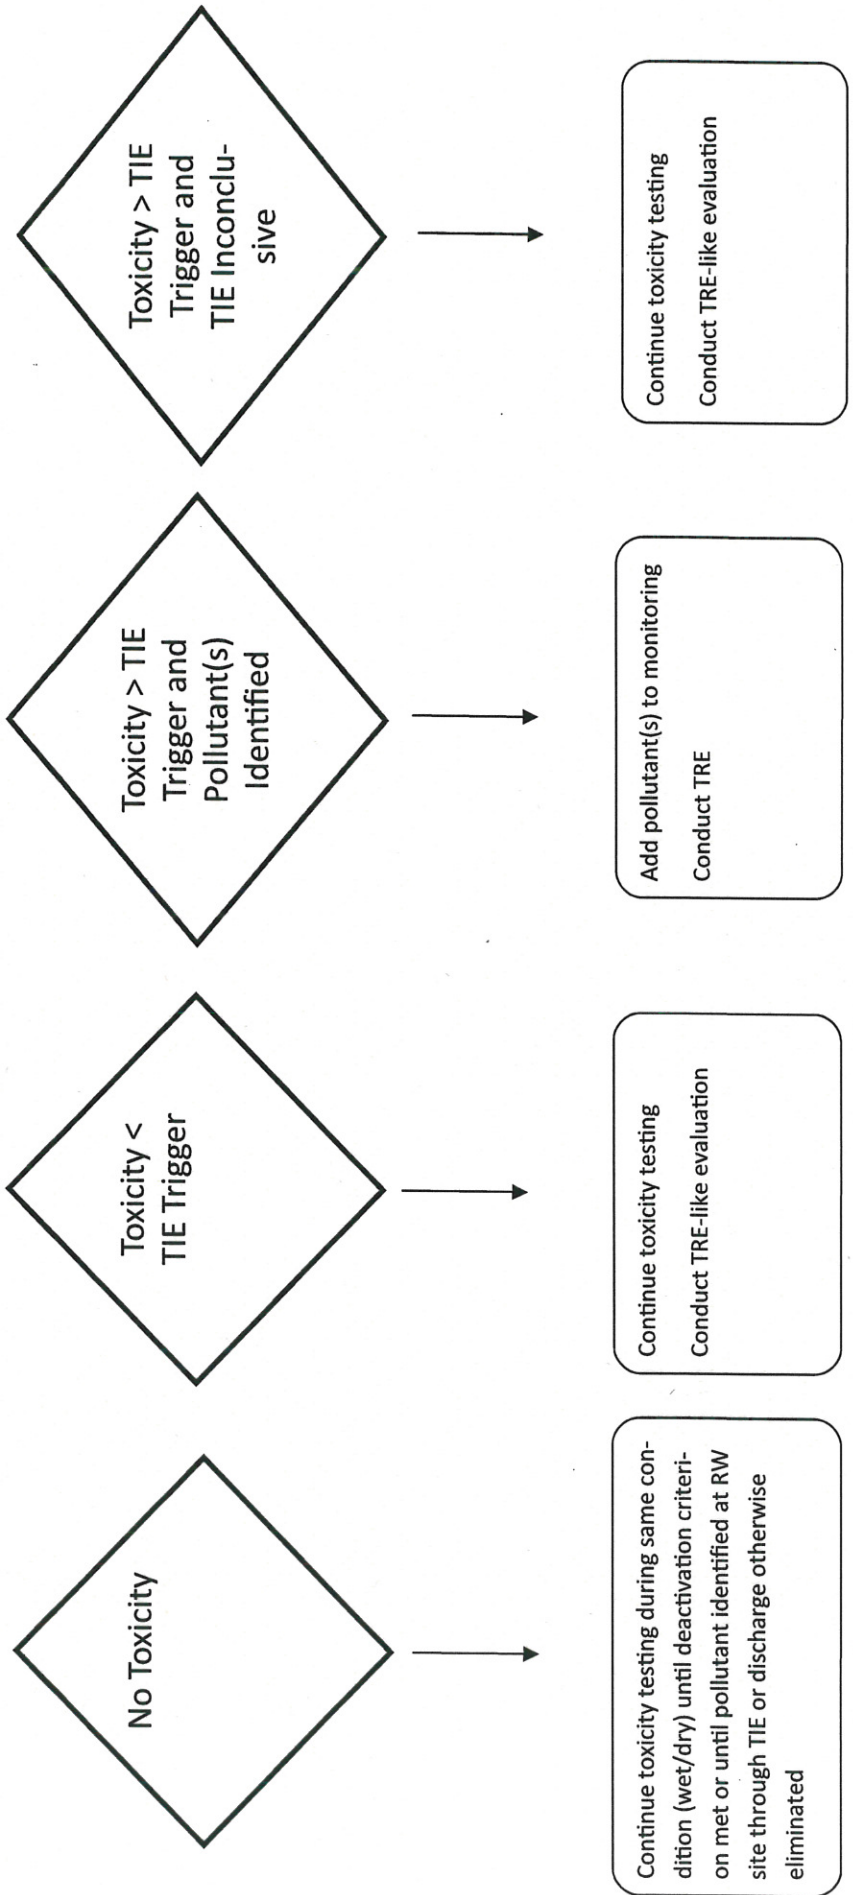 No Toxicity
Toxicity <
TIE Trigger
Toxicity > TIE
Trigger and
Pollutant(s)
Identified
Toxicity > TIE
Trigger and
TIE Inconclu-
sive
Continue toxicity testing during same con-
dition (wet/dry) until deactivation criteri-
on met or until pollutant identified at RW
site through TIE or discharge otherwise
eliminated
Continue toxicity testing
Conduct TRE-like evaluation
Add pollutant(s) to monitoring
Conduct TRE
Continue toxicity testing
Conduct TRE-like evaluation